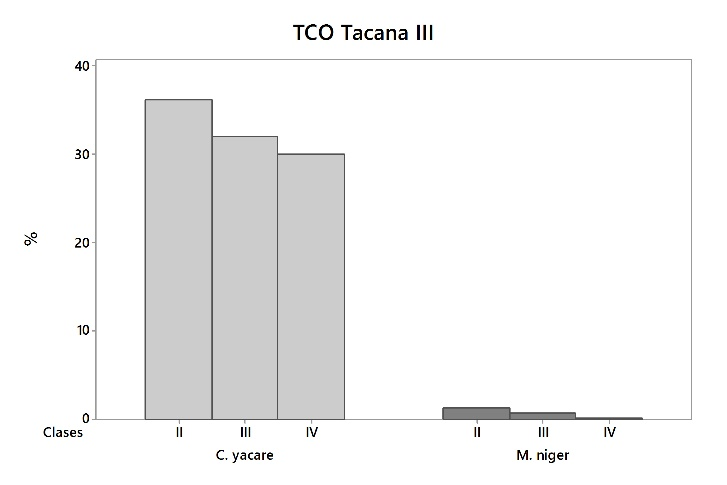 TCO Tacana III
40
30
20
10
0
%
Clases II III IV II III IV
C. yacare M. niger